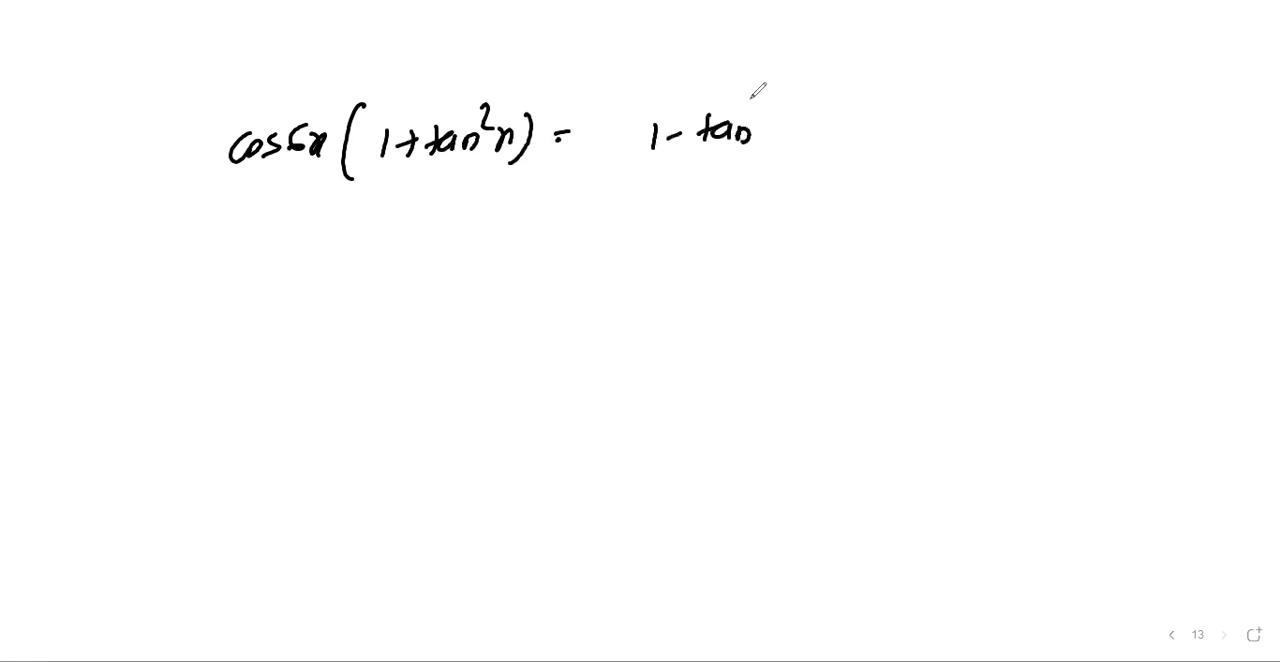 cos6x(1+tan²x) = 1 - tan
13